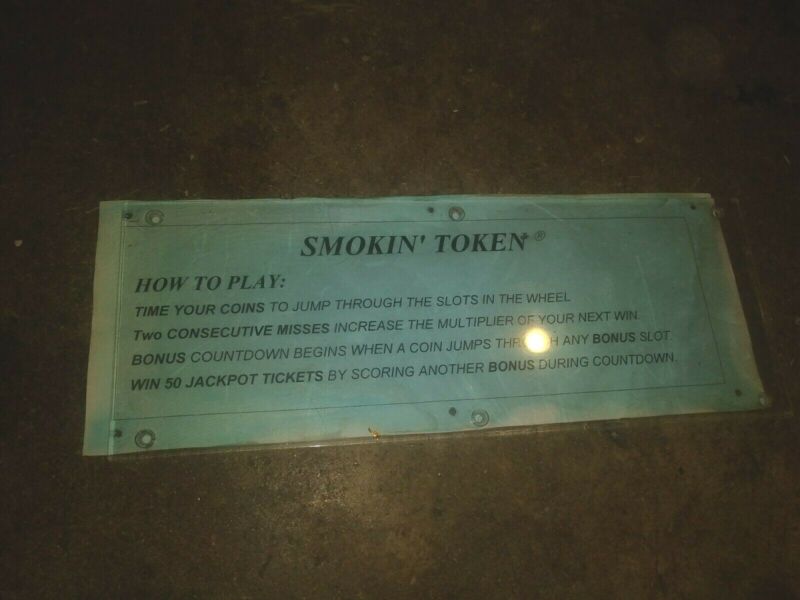 SMOKIN' TOKEN ®
HOW TO PLAY:
TIME YOUR COINS TO JUMP THROUGH THE SLOTS IN THE WHEEL
Two CONSECUTIVE MISSES INCREASE THE MULTIPLIER OF YOUR NEXT WIN.
BONUS COUNTDOWN BEGINS WHEN A COIN JUMPS THROUGH ANY BONUS SLOT.
WIN 50 JACKPOT TICKETS BY SCORING ANOTHER BONUS DURING COUNTDOWN.